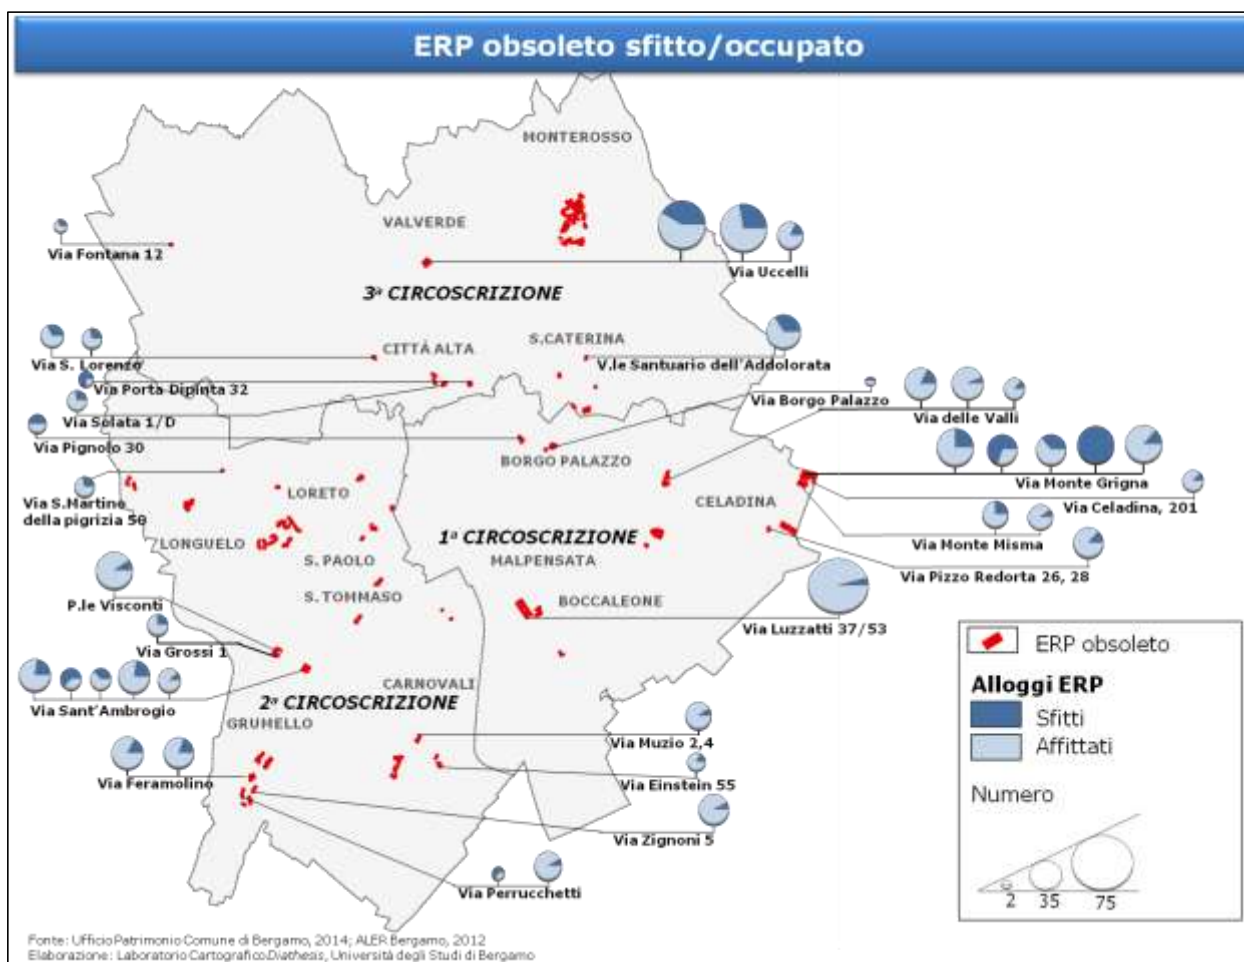 ERP obsoleto sfitto/occupato
MONTEROSSO
VALVERDE
Via Fontana 12
Via Uccelli
3ª CIRCOSCRIZIONE
CITTÀ ALTA
S.CATERINA
Via S. Lorenzo
V.le Santuario dell'Addolorata
Via Porta Dipinta 32
Via Borgo Palazzo
Via Solata 1/D
Via delle Valli
Via Pignolo 30
BORGO PALAZZO
Via Monte Grigna
LORETO
CELADINA
Via S.Martino
della pigrizia 50
Via Celadina, 201
LONGUELO
1ª CIRCOSCRIZIONE
Via Monte Misma
S. PAOLO
MALPENSATA
Via Pizzo Redorta 26, 28
S. TOMMASO
BOCCALEONE
P.le Visconti
Via Luzzatti 37/53
Via Grossi 1
CARNOVALI
Via Sant'Ambrogio
2ª CIRCOSCRIZIONE
GRUMELLO
Via Muzio 2,4
Via Feramolino
Via Einstein 55
Via Zignoni 5
Via Perrucchetti
ERP obsoleto
Alloggi ERP
Sfitti
Affittati
Numero
2 35 75
Fonte: Ufficio Patrimonio Comune di Bergamo, 2014; ALER Bergamo, 2012
Elaborazione: Laboratorio Cartografico Diathesis, Università degli Studi di Bergamo